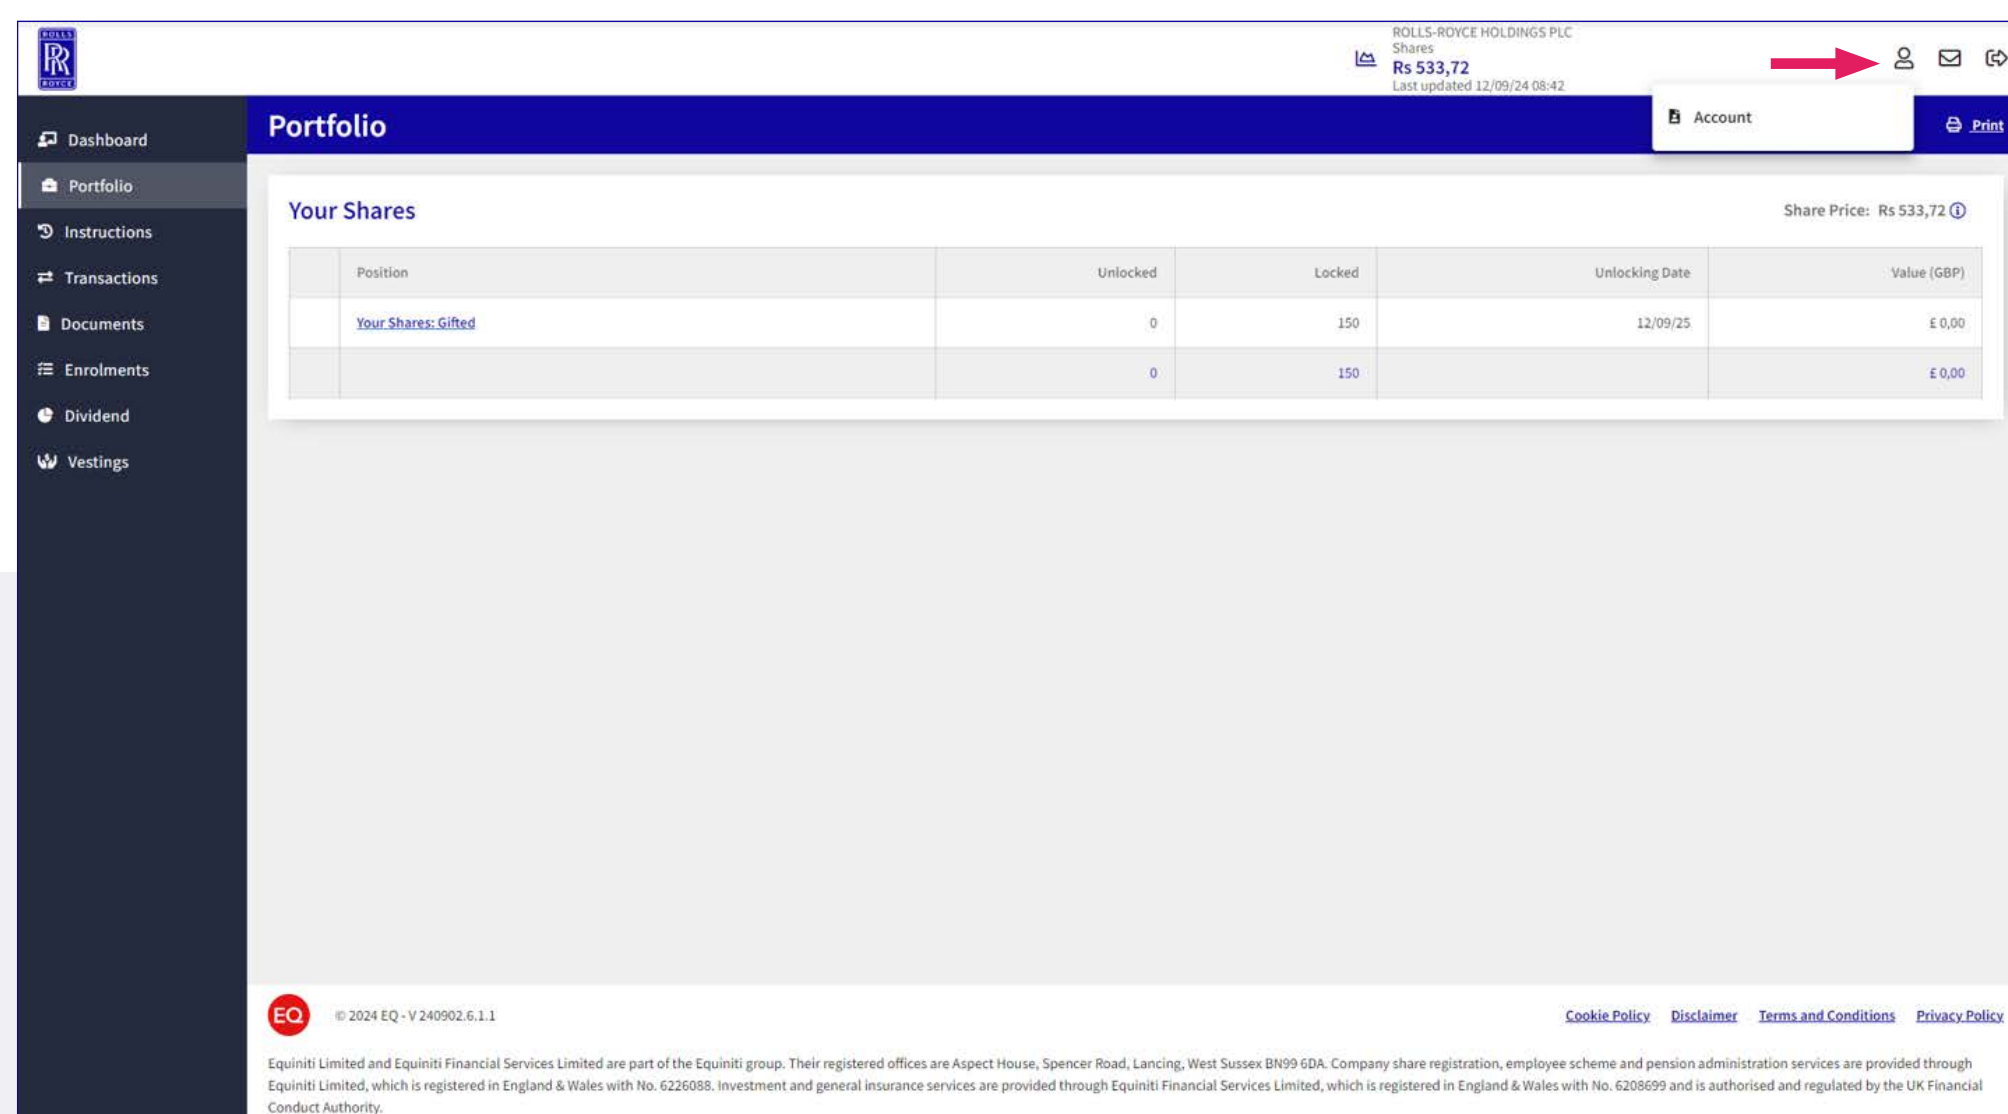 ROLLS
RR
ROYCE
ROLLS-ROYCE HOLDINGS PLC
Shares
Rs 533,72
Last updated 12/09/24 08:42
Account
Portfolio
Print
Dashboard
Portfolio
Instructions
Transactions
Documents
Enrolments
Dividend
Vestings
Your Shares
Share Price: Rs 533,72
Position Unlocked Locked Unlocking Date Value (GBP)
Your Shares: Gifted 0 150 12/09/25 £ 0,00
0 150 £ 0,00
EQ
© 2024 EQ - V 240902.6.1.1
Cookie Policy Disclaimer Terms and Conditions Privacy Policy
Equiniti Limited and Equiniti Financial Services Limited are part of the Equiniti group. Their registered offices are Aspect House, Spencer Road, Lancing, West Sussex BN99 6DA. Company share registration, employee scheme and pension administration services are provided through
Equiniti Limited, which is registered in England & Wales with No. 6226088. Investment and general insurance services are provided through Equiniti Financial Services Limited, which is registered in England & Wales with No. 6208699 and is authorised and regulated by the UK Financial
Conduct Authority.